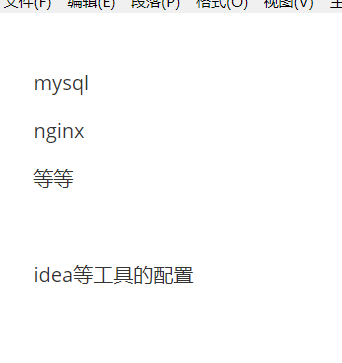 文件(F) 编辑(E) 段落(P) 格式(O) 视图(V)
mysql
nginx
等等
idea等工具的配置